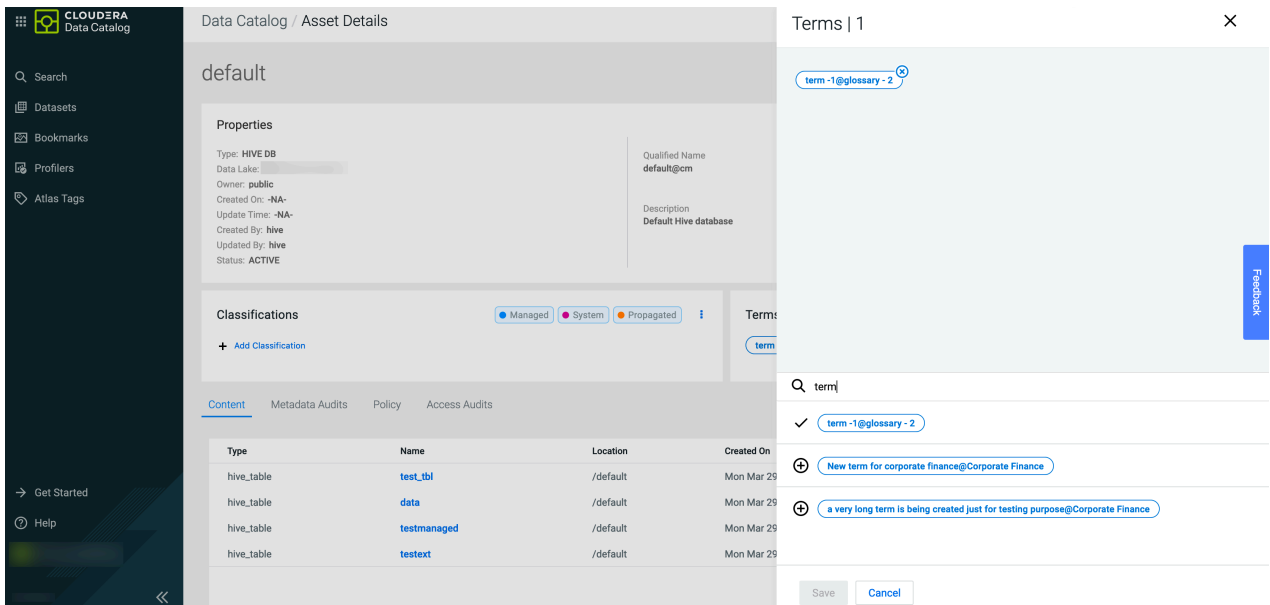 CLOUDERA
Data Catalog
Search
Datasets
Bookmarks
Profilers
Atlas Tags
Get Started
Help
Data Catalog / Asset Details
default
Properties
Type: HIVE DB
Data Lake:
Owner: public
Created On: -NA-
Update Time: -NA-
Created By: hive
Updated By: hive
Status: ACTIVE
Qualified Name
default@cm
Description
Default Hive database
Classifications
Managed
System
Propagated
Add Classification
Terms
term
Content
Metadata Audits
Policy
Access Audits
Type Name Location Created On
hive_table test_tbl /default Mon Mar 29
hive_table data /default Mon Mar 29
hive_table testmanaged /default Mon Mar 29
hive_table testext /default Mon Mar 29
Terms | 1
term -1@glossary - 2
Feedback
term
term -1@glossary - 2
New term for corporate finance@Corporate Finance
a very long term is being created just for testing purpose@Corporate Finance
Save
Cancel